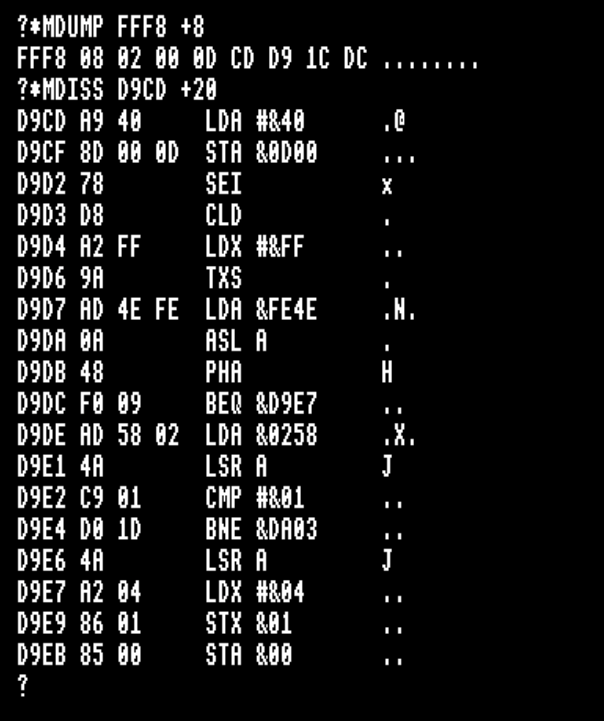 ?*MDUMP FFF8 +8
FFF8 08 02 00 0D CD D9 1C DC ........
?*MDISS D9CD +20
D9CD A9 40 LDA #&40 .@
D9CF 8D 00 0D STA &0D00 ...
D9D2 78 SEI x
D9D3 D8 CLD .
D9D4 A2 FF LDX #&FF ..
D9D6 9A TXS .
D9D7 AD 4E FE LDA &FE4E .N.
D9DA 0A ASL A .
D9DB 48 PHA H
D9DC F0 09 BEQ &D9E7 ..
D9DE AD 58 02 LDA &0258 .X.
D9E1 4A LSR A J
D9E2 C9 01 CMP #&01 ..
D9E4 D0 1D BNE &DA03 ..
D9E6 4A LSR A J
D9E7 A2 04 LDX #&04 ..
D9E9 86 01 STX &01 ..
D9EB 85 00 STA &00 ..
?